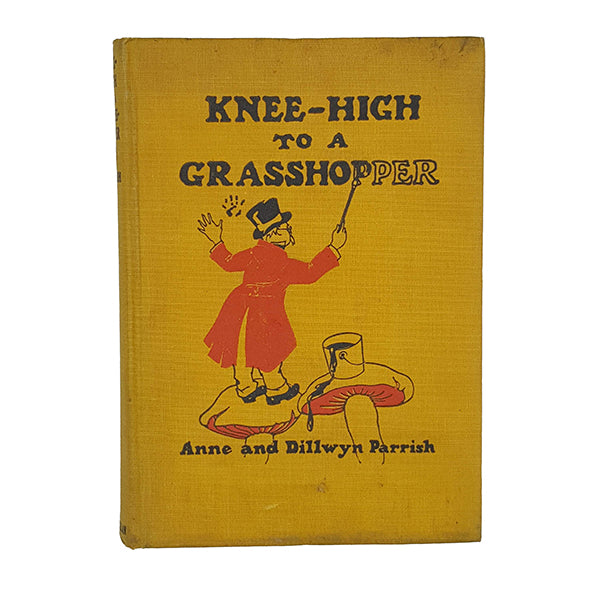 KNEE-HIGH
TO A
GRASSHOPPER
Anne and Dillwyn Parrish